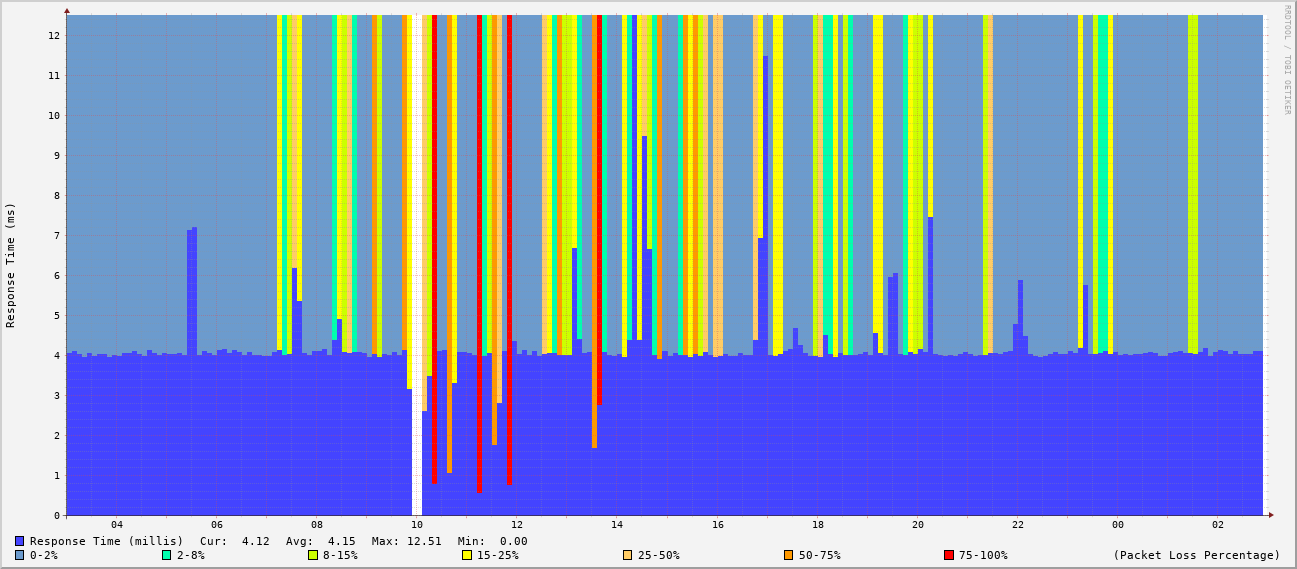 RRDTOOL / TOBI OETIKER
Response Time (ms)
12
11
10
9
8
7
6
5
4
3
2
1
0
04 06 08 10 12 14 16 18 20 22 00 02
Response Time (millis) Cur: 4.12 Avg: 4.15 Max: 12.51 Min: 0.00
0-2% 2-8% 8-15% 15-25% 25-50% 50-75% 75-100% (Packet Loss Percentage)